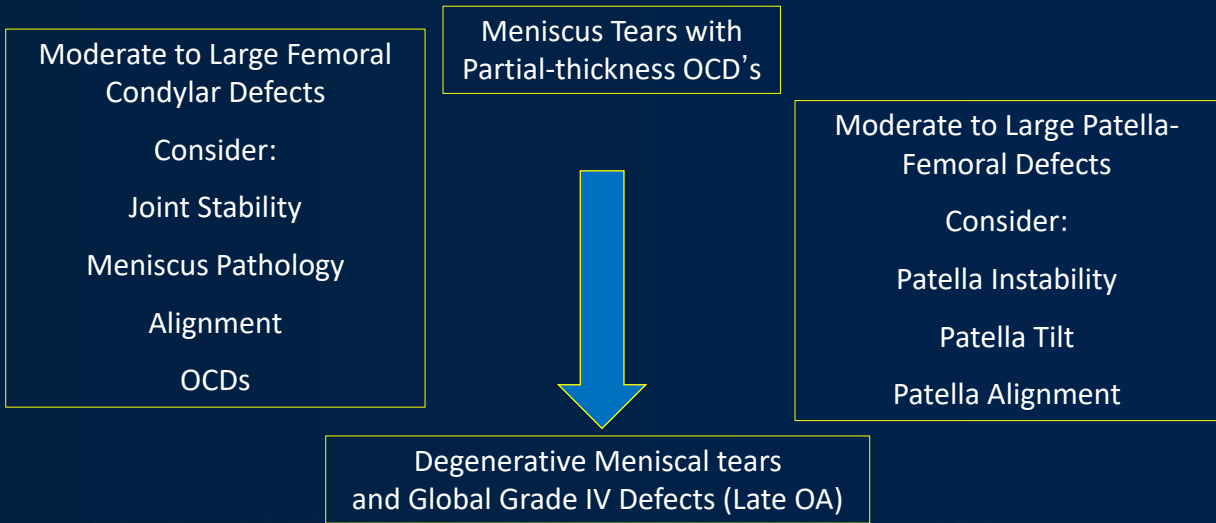 Meniscus Tears with
Partial-thickness OCD’s
Moderate to Large Femoral
Condylar Defects
Consider:
Joint Stability
Meniscus Pathology
Alignment
OCDs
Moderate to Large Patella-
Femoral Defects
Consider:
Patella Instability
Patella Tilt
Patella Alignment
Degenerative Meniscal tears
and Global Grade IV Defects (Late OA)